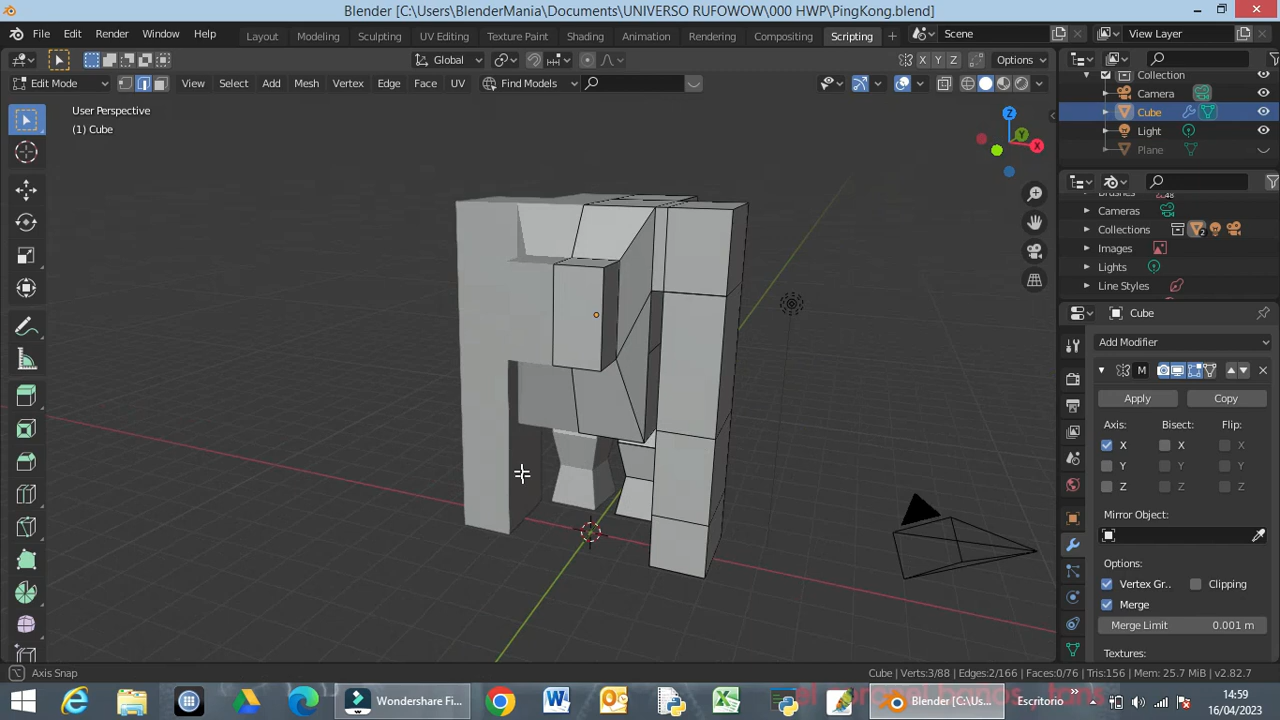 Blender [C:\Users\BlenderMania\Documents\UNIVERSO RUFOWOW\000 HWP\PingKong.blend]
File Edit Render Window Help Layout Modeling Sculpting UV Editing Texture Paint Shading Animation Rendering Compositing Scripting Scene View Layer
Global X Y Z Options
Edit Mode View Select Add Mesh Vertex Edge Face UV Find Models
User Perspective
(1) Cube
Z
Y
X
Collection
Camera
Cube
Light
Plane
Cameras
Collections
2
Images
Lights
Line Styles
Cube
Add Modifier
M
Apply Copy
Axis: Bisect: Flip:
X X X
Y Y Y
Z Z Z
Mirror Object:
Options:
Vertex Gr.. Clipping
Merge
Merge Limit 0.001 m
Textures:
Axis Snap
Cube | Verts:3/88 | Edges:2/166 | Faces:0/76 | Tris:156 | Mem: 25.7 MiB | v2.82.7
Wondershare Fi...
Blender [C:\Us...
Escritorio
14:59
16/04/2023